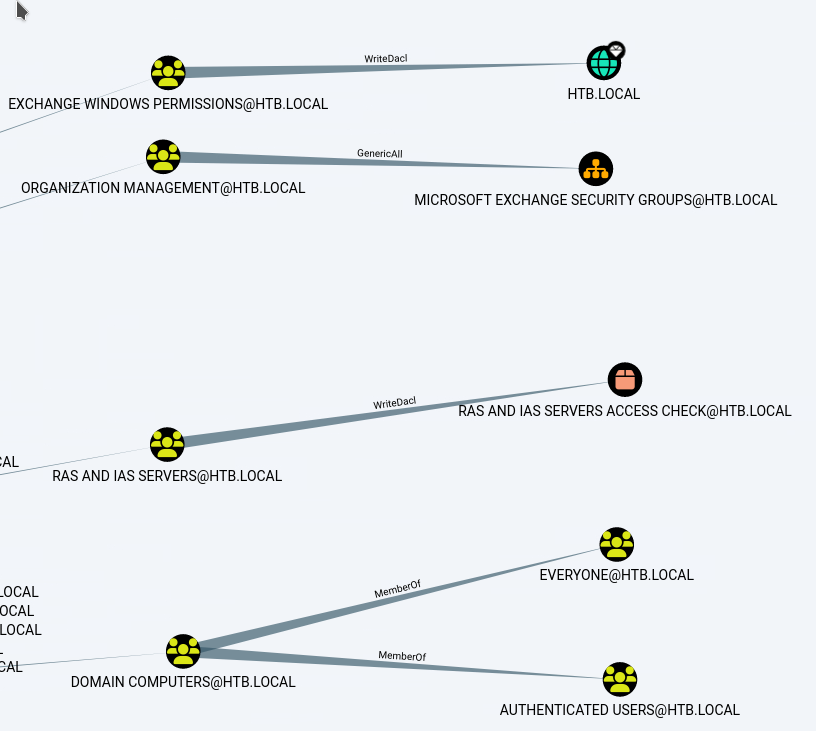 WriteDacl
EXCHANGE WINDOWS PERMISSIONS@HTB.LOCAL
HTB.LOCAL
GenericAll
ORGANIZATION MANAGEMENT@HTB.LOCAL
MICROSOFT EXCHANGE SECURITY GROUPS@HTB.LOCAL
WriteDacl
RAS AND IAS SERVERS ACCESS CHECK@HTB.LOCAL
CAL
RAS AND IAS SERVERS@HTB.LOCAL
EVERYONE@HTB.LOCAL
MemberOf
LOCAL
OCAL
LOCAL
L
CAL
MemberOf
DOMAIN COMPUTERS@HTB.LOCAL
AUTHENTICATED USERS@HTB.LOCAL